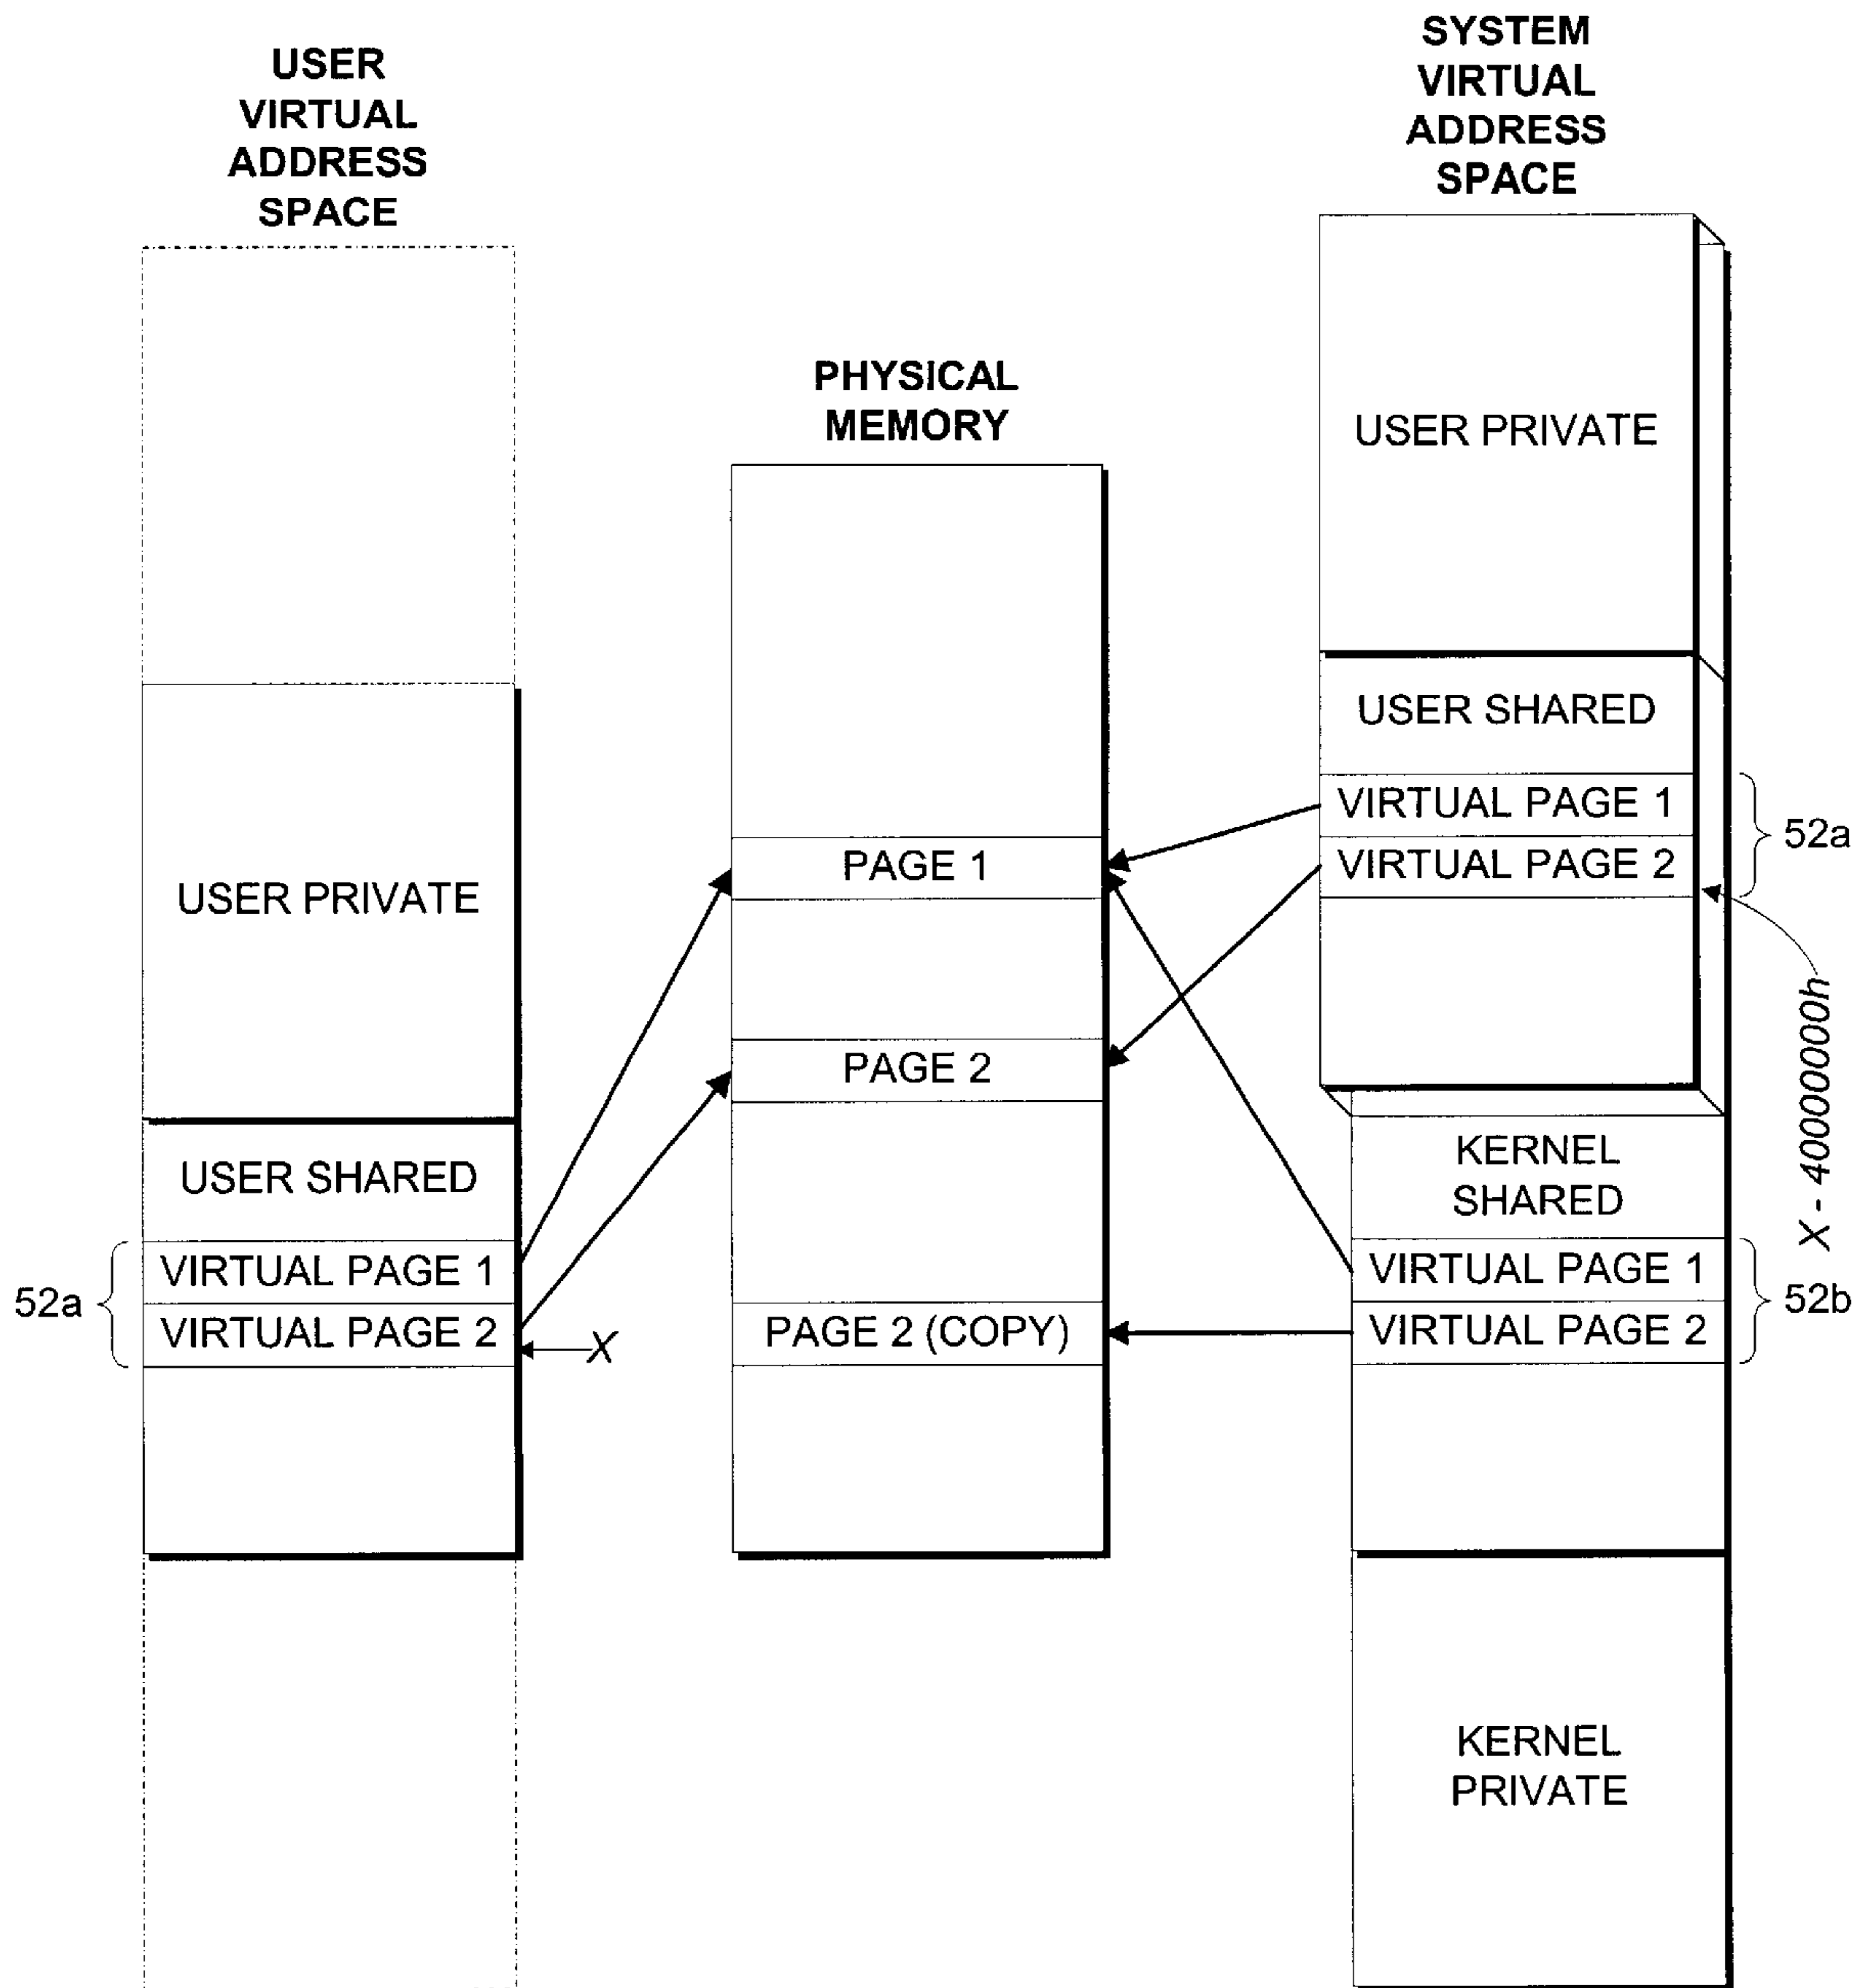 USER
VIRTUAL
ADDRESS
SPACE
USER PRIVATE
USER SHARED
VIRTUAL PAGE 1
VIRTUAL PAGE 2
52a
X
PHYSICAL
MEMORY
PAGE 1
PAGE 2
PAGE 2 (COPY)
SYSTEM
VIRTUAL
ADDRESS
SPACE
USER PRIVATE
USER SHARED
VIRTUAL PAGE 1
VIRTUAL PAGE 2
52a
X - 40000000h
KERNEL
SHARED
VIRTUAL PAGE 1
VIRTUAL PAGE 2
52b
KERNEL
PRIVATE